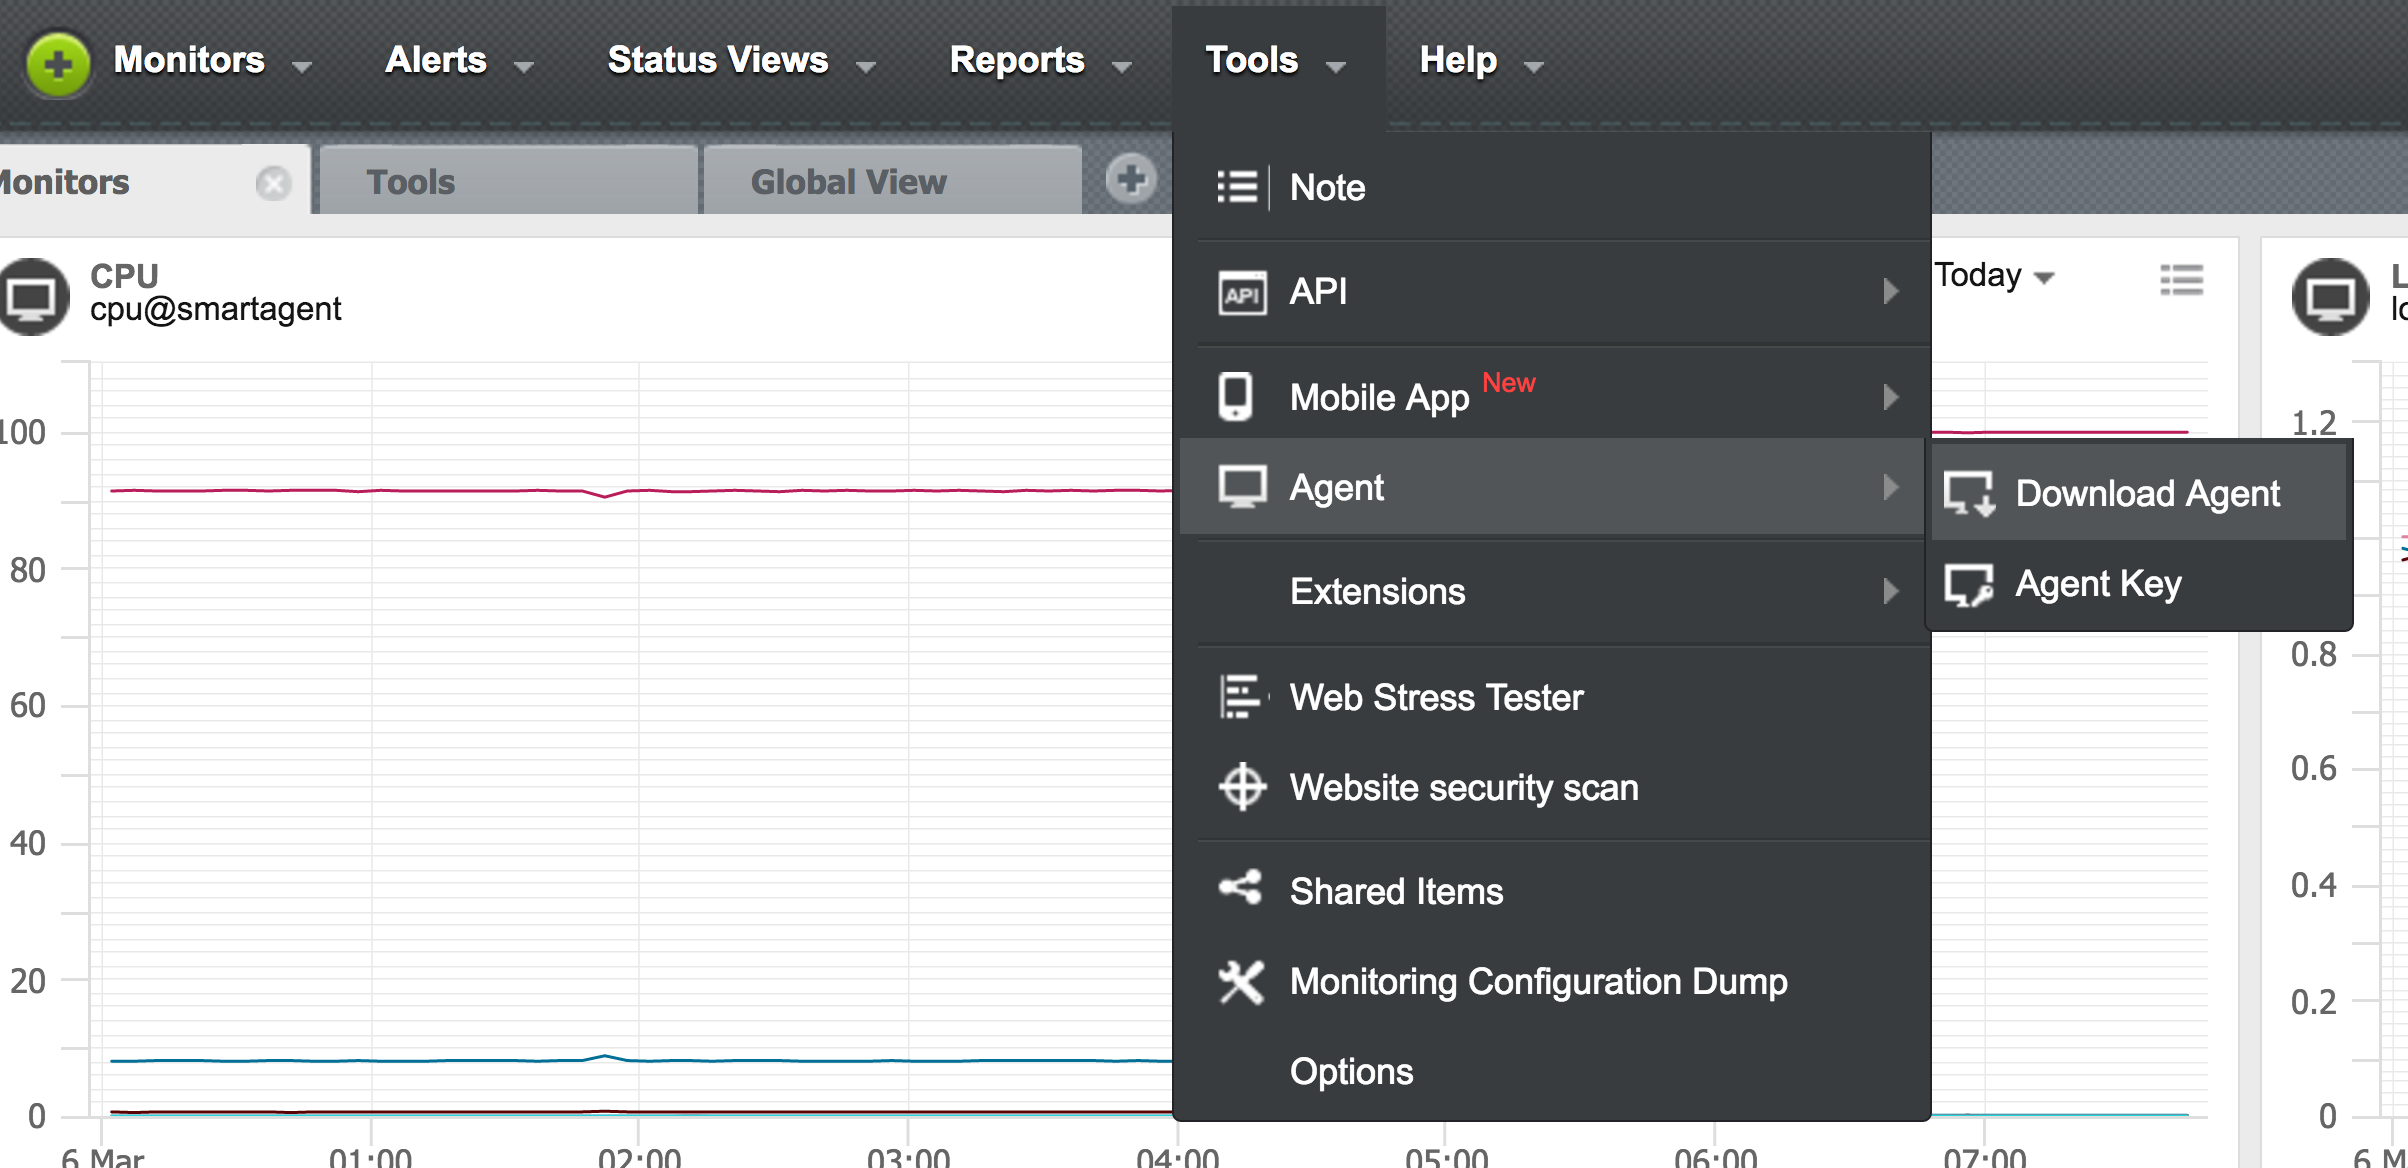 Monitors Alerts Status Views Reports Tools Help
Monitors Tools Global View
Note
CPU
cpu@smartagent
Today
API
API
Mobile App New
Agent
Download Agent
Agent Key
Extensions
Web Stress Tester
Website security scan
Shared Items
Monitoring Configuration Dump
Options
100
80
60
40
20
0
6 Mar 01:00 02:00 03:00 04:00 05:00 06:00 07:00
1.2
0.8
0.6
0.4
0.2
0